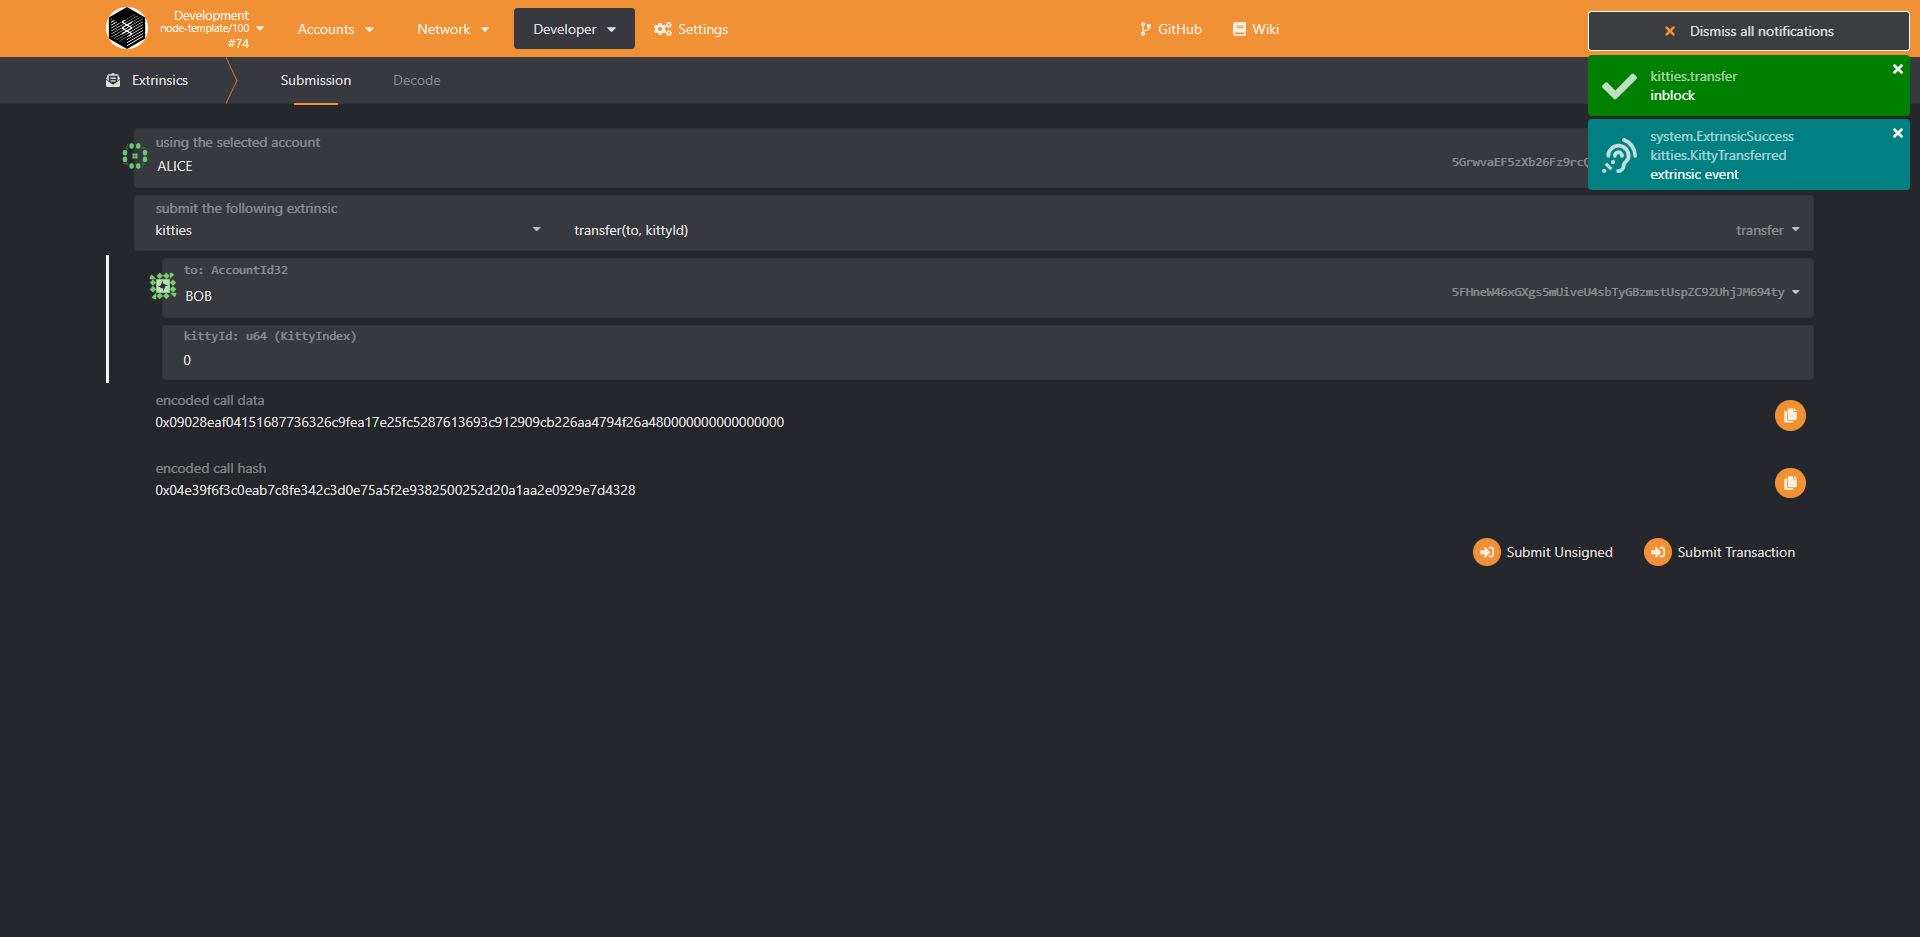 Development
node-template/100
#74
Accounts
Network
Developer
Settings
GitHub
Wiki
Dismiss all notifications
Extrinsics
Submission
Decode
kitties.transfer
inblock
system.ExtrinsicSuccess
kitties.KittyTransferred
extrinsic event
using the selected account
ALICE
5GrwvaEF5zXb26Fz9rcQ
submit the following extrinsic
kitties
transfer(to, kittyId)
transfer
to: AccountId32
BOB
5FHneW46xGXgs5mUiveU4sbTyGBzmstUspZC92UhjJM694ty
kittyId: u64 (KittyIndex)
0
encoded call data
0x09028eaf04151687736326c9fea17e25fc5287613693c912909cb226aa4794f26a480000000000000000
encoded call hash
0x04e39f6f3c0eab7c8fe342c3d0e75a5f2e9382500252d20a1aa2e0929e7d4328
Submit Unsigned
Submit Transaction